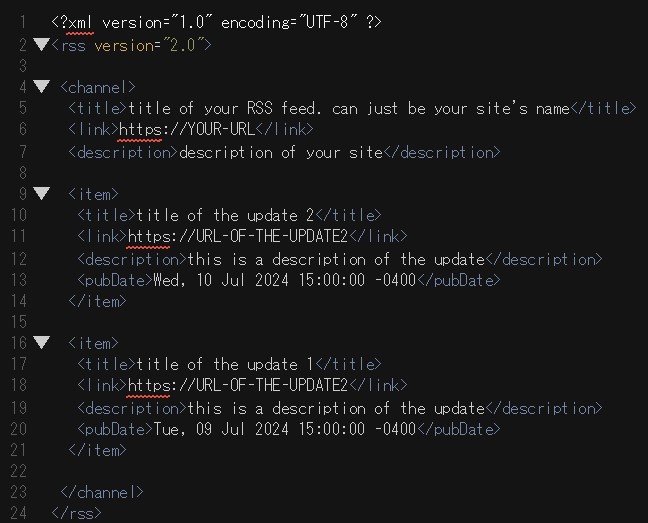 1 <?xml version="1.0" encoding="UTF-8" ?>
2 <rss version="2.0">
3
4 <channel>
5 <title>title of your RSS feed. can just be your site's name</title>
6 <link>https://YOUR-URL</link>
7 <description>description of your site</description>
8
9 <item>
10 <title>title of the update 2</title>
11 <link>https://URL-OF-THE-UPDATE2</link>
12 <description>this is a description of the update</description>
13 <pubDate>Wed, 10 Jul 2024 15:00:00 -0400</pubDate>
14 </item>
15
16 <item>
17 <title>title of the update 1</title>
18 <link>https://URL-OF-THE-UPDATE2</link>
19 <description>this is a description of the update</description>
20 <pubDate>Tue, 09 Jul 2024 15:00:00 -0400</pubDate>
21 </item>
22
23 </channel>
24 </rss>